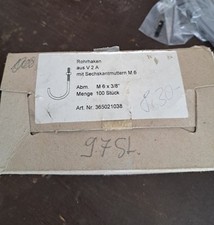 Rohrhaken
aus V 2 A
mit Sechskantmuttern M 6
Abm. M 6 x 3/8"
Menge 100 Stück
Art. Nr. 365021038
97 St.